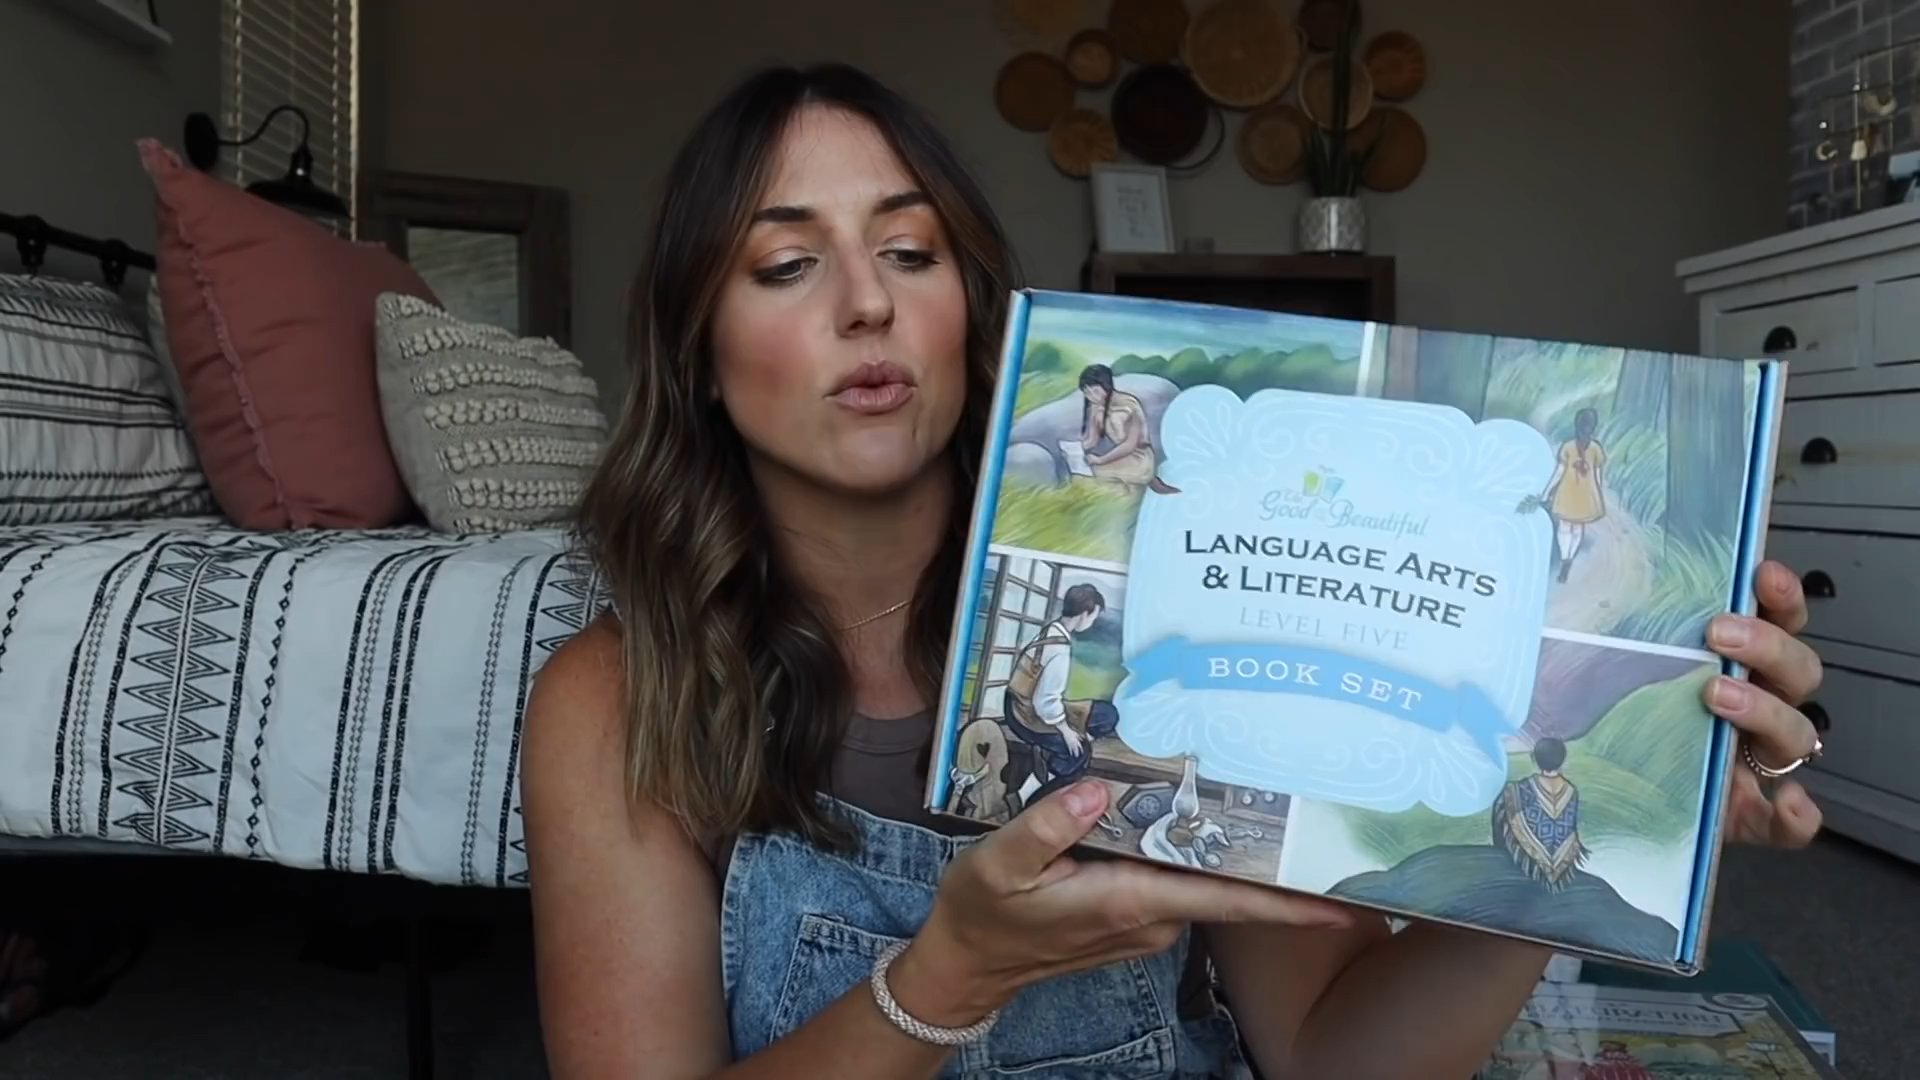 The
Good and Beautiful
LANGUAGE ARTS
& LITERATURE
LEVEL FIVE
BOOK SET